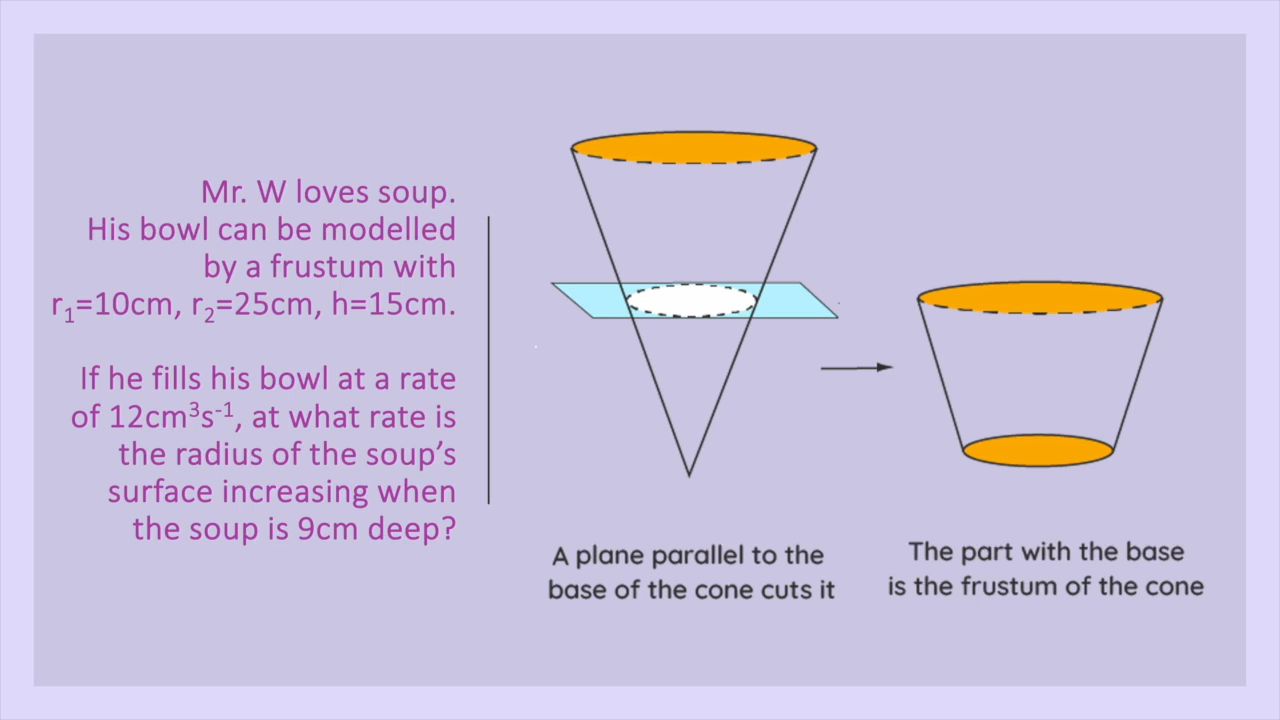 Mr. W loves soup.
His bowl can be modelled
by a frustum with
r₁=10cm, r₂=25cm, h=15cm.
If he fills his bowl at a rate
of 12cm³s⁻¹, at what rate is
the radius of the soup’s
surface increasing when
the soup is 9cm deep?
A plane parallel to the
base of the cone cuts it
The part with the base
is the frustum of the cone